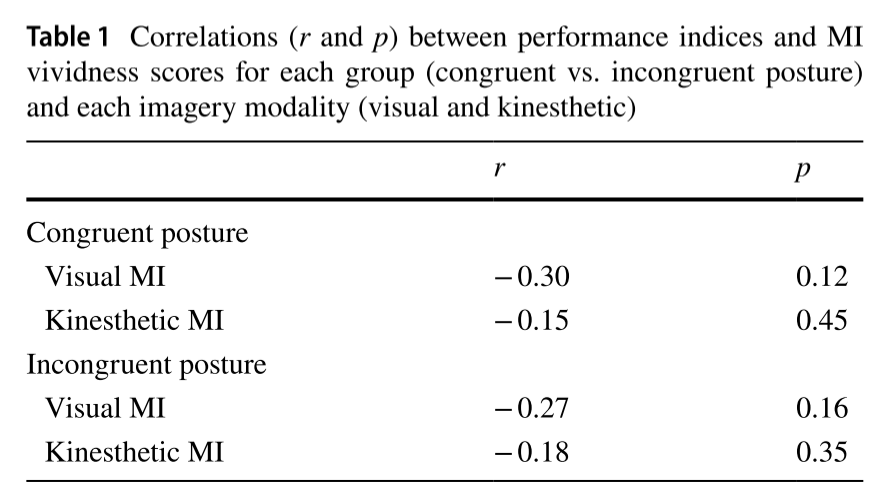 Table 1 Correlations (r and p) between performance indices and MI
vividness scores for each group (congruent vs. incongruent posture)
and each imagery modality (visual and kinesthetic)
r p
Congruent posture
Visual MI −0.30 0.12
Kinesthetic MI −0.15 0.45
Incongruent posture
Visual MI −0.27 0.16
Kinesthetic MI −0.18 0.35